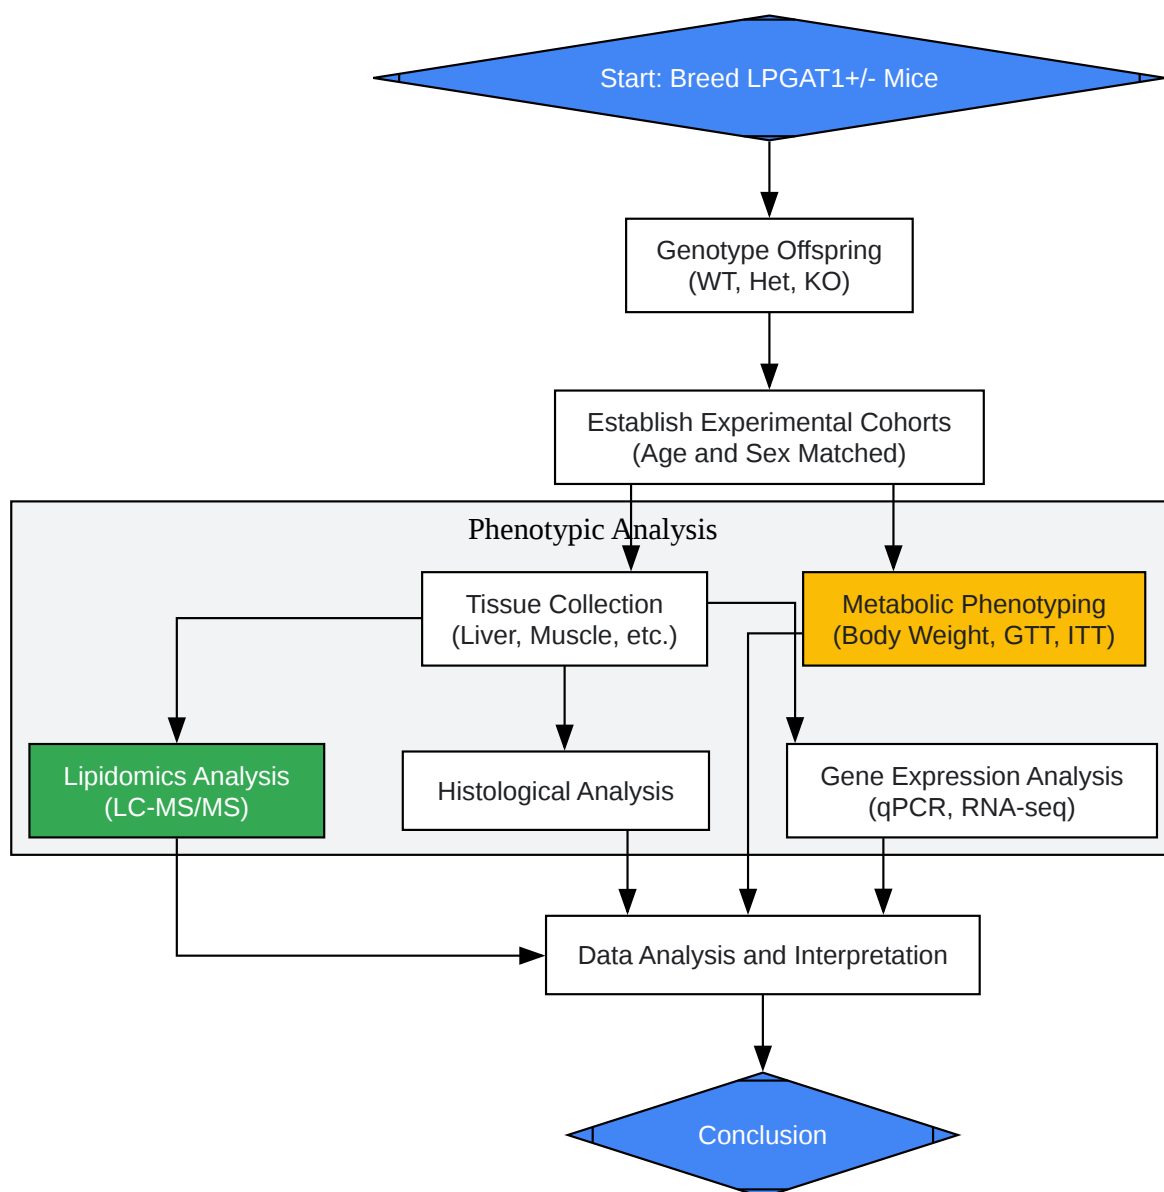 Start: Breed LPGAT1+/- Mice
Genotype Offspring
(WT, Het, KO)
Establish Experimental Cohorts
(Age and Sex Matched)
Phenotypic Analysis
Tissue Collection
(Liver, Muscle, etc.)
Metabolic Phenotyping
(Body Weight, GTT, ITT)
Lipidomics Analysis
(LC-MS/MS)
Histological Analysis
Gene Expression Analysis
(qPCR, RNA-seq)
Data Analysis and Interpretation
Conclusion